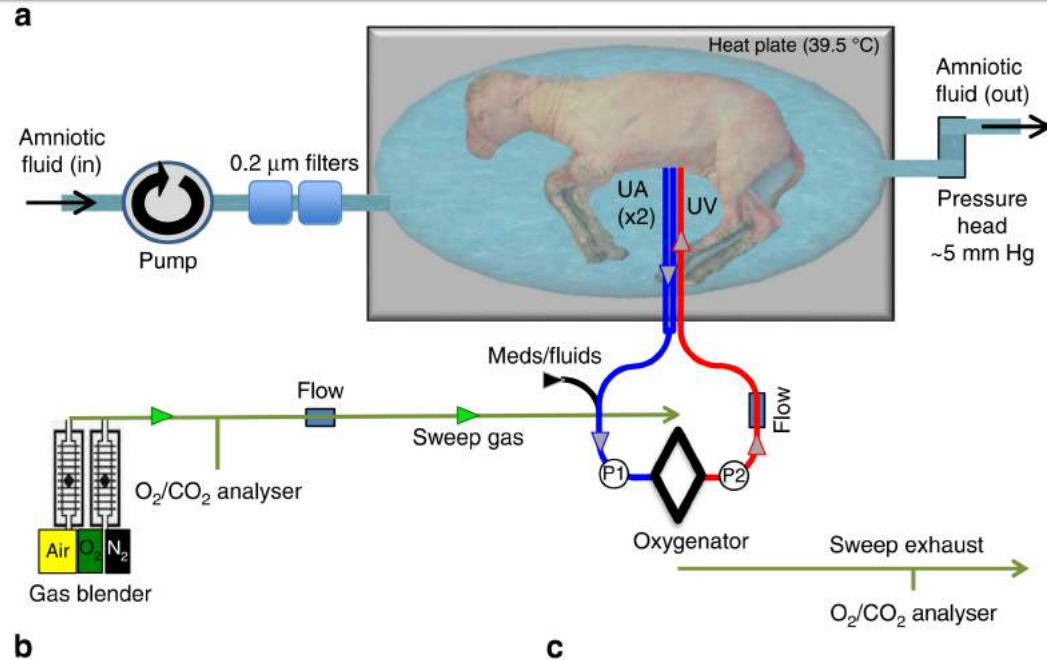 a
Heat plate (39.5 °C)
Amniotic
fluid (out)
Amniotic
fluid (in)
0.2 μm filters
UA
(x2)
UV
Pump
Pressure
head
~5 mm Hg
Meds/fluids
Flow
Flow
Sweep gas
O₂/CO₂ analyser
P1
P2
Air
O₂
N₂
Oxygenator
Sweep exhaust
Gas blender
O₂/CO₂ analyser
b
c